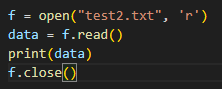 f = open("test2.txt", 'r')
data = f.read()
print(data)
f.close()